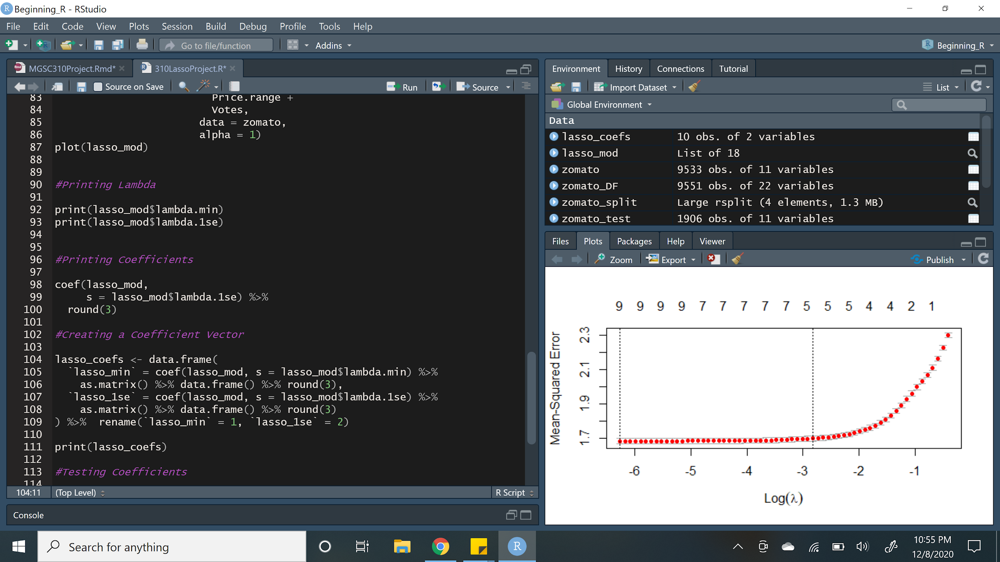 Beginning_R - RStudio
File Edit Code View Plots Session Build Debug Profile Tools Help
Go to file/function Addins Beginning_R
MGSC310Project.Rmd* 310LassoProject.R*
Source on Save Run Source
83 Price.range +
84 Votes,
85 data = zomato,
86 alpha = 1)
87 plot(lasso_mod)
88
89
90 #Printing Lambda
91
92 print(lasso_mod$lambda.min)
93 print(lasso_mod$lambda.1se)
94
95
96 #Printing Coefficients
97
98 coef(lasso_mod,
99 s = lasso_mod$lambda.1se) %>%
100 round(3)
101
102 #Creating a Coefficient Vector
103
104 lasso_coefs <- data.frame(
105 `lasso_min` = coef(lasso_mod, s = lasso_mod$lambda.min) %>%
106 as.matrix() %>% data.frame() %>% round(3),
107 `lasso_1se` = coef(lasso_mod, s = lasso_mod$lambda.1se) %>%
108 as.matrix() %>% data.frame() %>% round(3)
109 ) %>% rename(`lasso_min` = 1, `lasso_1se` = 2)
110
111 print(lasso_coefs)
112
113 #Testing Coefficients
114
104:11 (Top Level) R Script
Console
Environment History Connections Tutorial
Import Dataset List
Global Environment
Data
lasso_coefs 10 obs. of 2 variables
lasso_mod List of 18
zomato 9533 obs. of 11 variables
zomato_DF 9551 obs. of 22 variables
zomato_split Large rsplit (4 elements, 1.3 MB)
zomato_test 1906 obs. of 11 variables
Files Plots Packages Help Viewer
Zoom Export Publish
9 9 9 9 7 7 7 7 7 5 5 5 4 4 2 1
Mean-Squared Error
2.3
2.1
1.9
1.7
-6 -5 -4 -3 -2 -1
Log(λ)
Search for anything
10:55 PM
12/8/2020